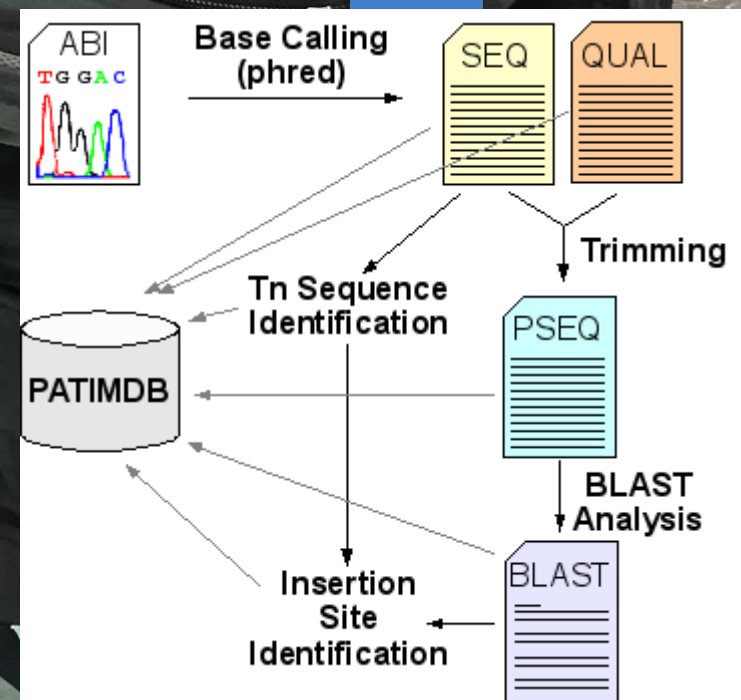 ABI
TGGAC
Base Calling
(phred)
SEQ
QUAL
Trimming
Tn Sequence
Identification
PSEQ
PATIMDB
BLAST
Analysis
BLAST
Insertion
Site
Identification